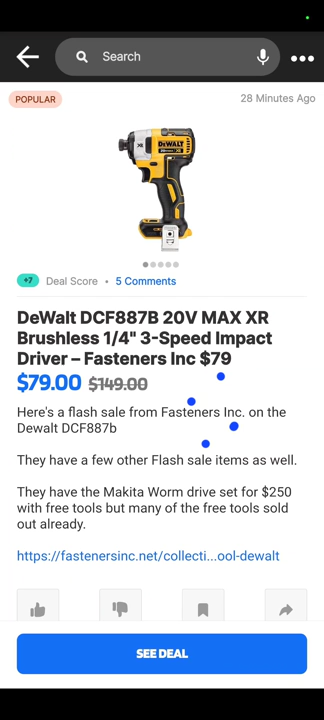 Search
POPULAR
28 Minutes Ago
DEWALT
XR
+7
Deal Score • 5 Comments
DeWalt DCF887B 20V MAX XR
Brushless 1/4" 3-Speed Impact
Driver – Fasteners Inc $79
$79.00 $149.00
Here's a flash sale from Fasteners Inc. on the
Dewalt DCF887b
They have a few other Flash sale items as well.
They have the Makita Worm drive set for $250
with free tools but many of the free tools sold
out already.
https://fastenersinc.net/collecti...ool-dewalt
SEE DEAL